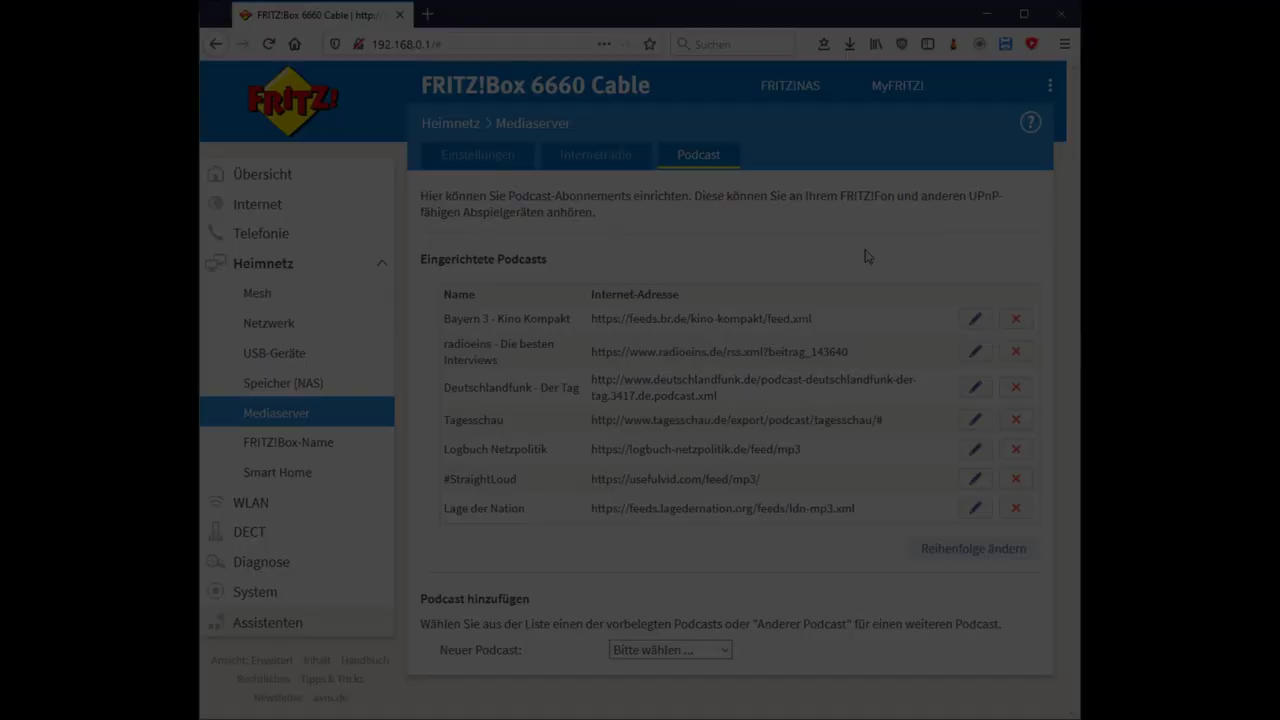 FRITZ!Box 6660 Cable | http://
192.168.0.1/#
Suchen
FRITZ!
FRITZ!Box 6660 Cable
FRITZ!NAS
MyFRITZ!
Heimnetz > Mediaserver
Einstellungen
Internetradio
Podcast
Übersicht
Internet
Telefonie
Heimnetz
Mesh
Netzwerk
USB-Geräte
Speicher (NAS)
Mediaserver
FRITZ!Box-Name
Smart Home
WLAN
DECT
Diagnose
System
Assistenten
Ansicht: Erweitert Inhalt Handbuch
Rechtliches Tipps & Tricks
Newsletter avm.de
Hier können Sie Podcast-Abonnements einrichten. Diese können Sie an Ihrem FRITZ!Fon und anderen UPnP-
fähigen Abspielgeräten anhören.
Eingerichtete Podcasts
Name Internet-Adresse
Bayern 3 - Kino Kompakt https://feeds.br.de/kino-kompakt/feed.xml
radioeins - Die besten
Interviews
https://www.radioeins.de/rss.xml?beitrag_143640
Deutschlandfunk - Der Tag
http://www.deutschlandfunk.de/podcast-deutschlandfunk-der-
tag.3417.de.podcast.xml
Tagesschau http://www.tagesschau.de/export/podcast/tagesschau/#
Logbuch Netzpolitik https://logbuch-netzpolitik.de/feed/mp3
#StraightLoud https://usefulvid.com/feed/mp3/
Lage der Nation https://feeds.lagedernation.org/feeds/ldn-mp3.xml
Reihenfolge ändern
Podcast hinzufügen
Wählen Sie aus der Liste einen der vorbelegten Podcasts oder "Anderer Podcast" für einen weiteren Podcast.
Neuer Podcast: Bitte wählen ...